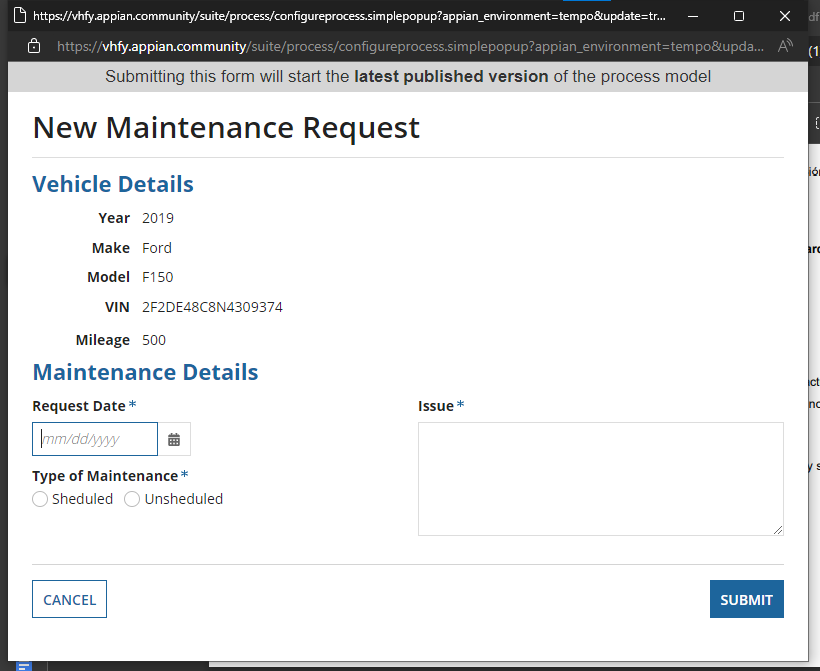 https://vhfy.appian.community/suite/process/configureprocess.simplepopup?appian_environment=tempo&update=tr...
https://vhfy.appian.community/suite/process/configureprocess.simplepopup?appian_environment=tempo&upda...
Submitting this form will start the latest published version of the process model
New Maintenance Request
Vehicle Details
Year 2019
Make Ford
Model F150
VIN 2F2DE48C8N4309374
Mileage 500
Maintenance Details
Request Date * Issue *
mm/dd/yyyy
Type of Maintenance *
Sheduled Unsheduled
CANCEL SUBMIT